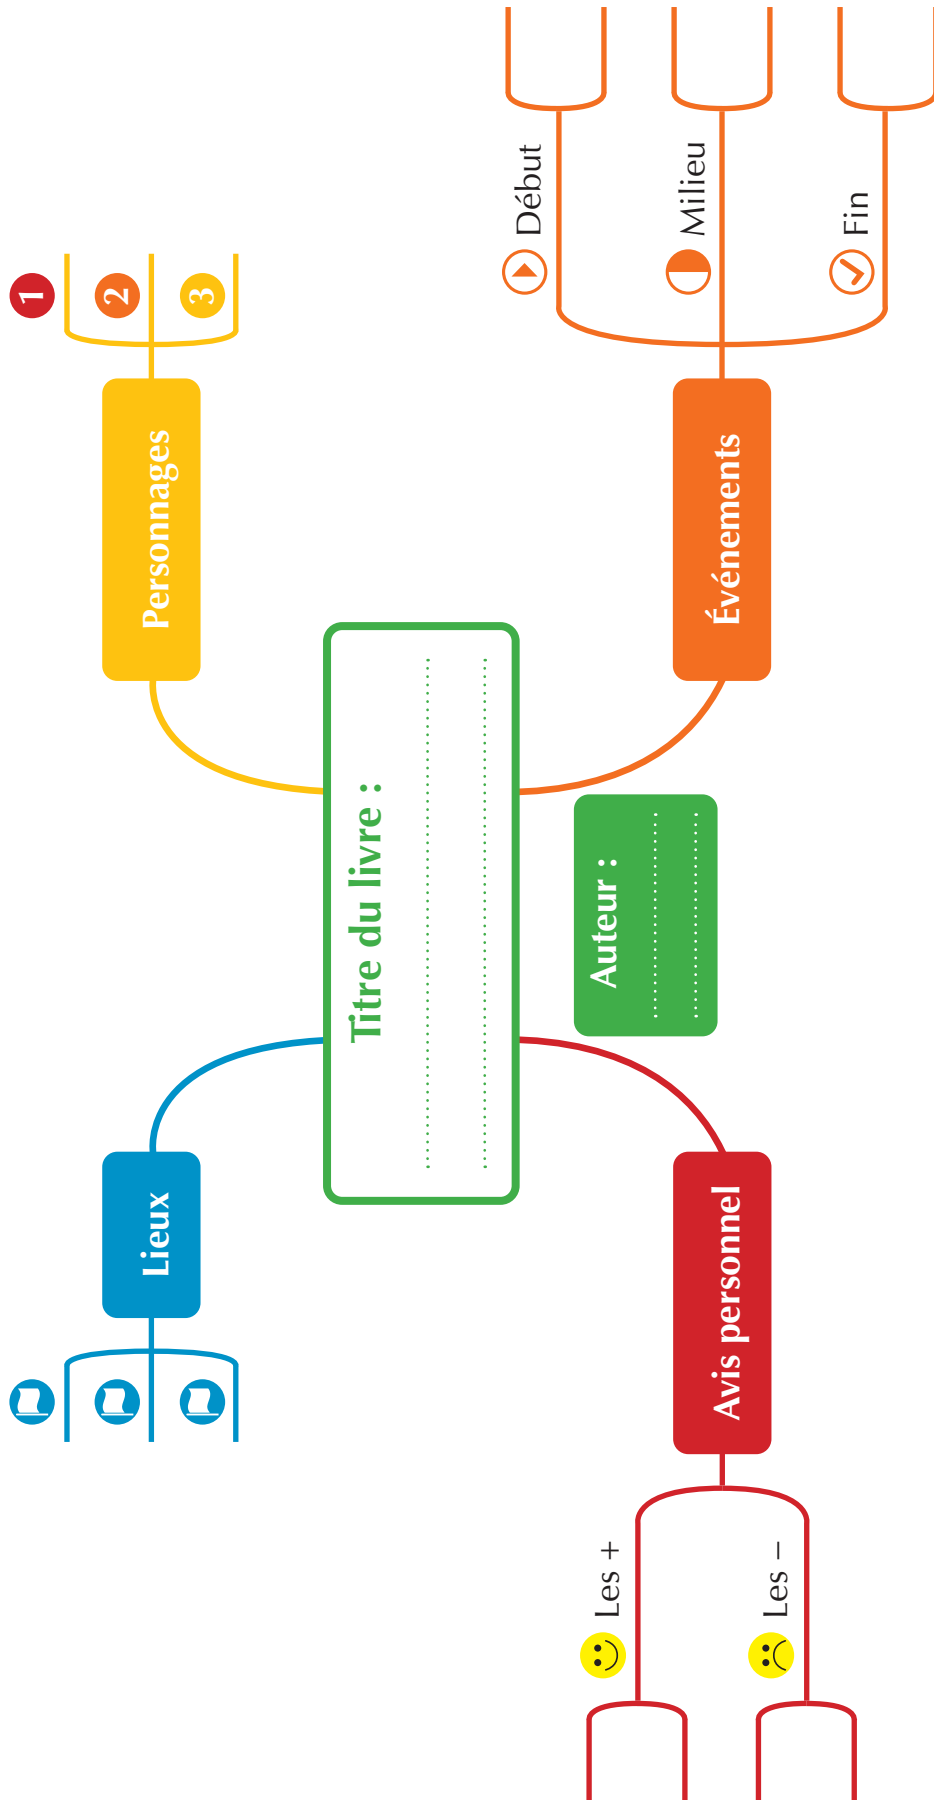 Lieux
Personnages
1
2
3
Titre du livre :
Auteur :
Avis personnel
Les +
Les –
Événements
Début
Milieu
Fin